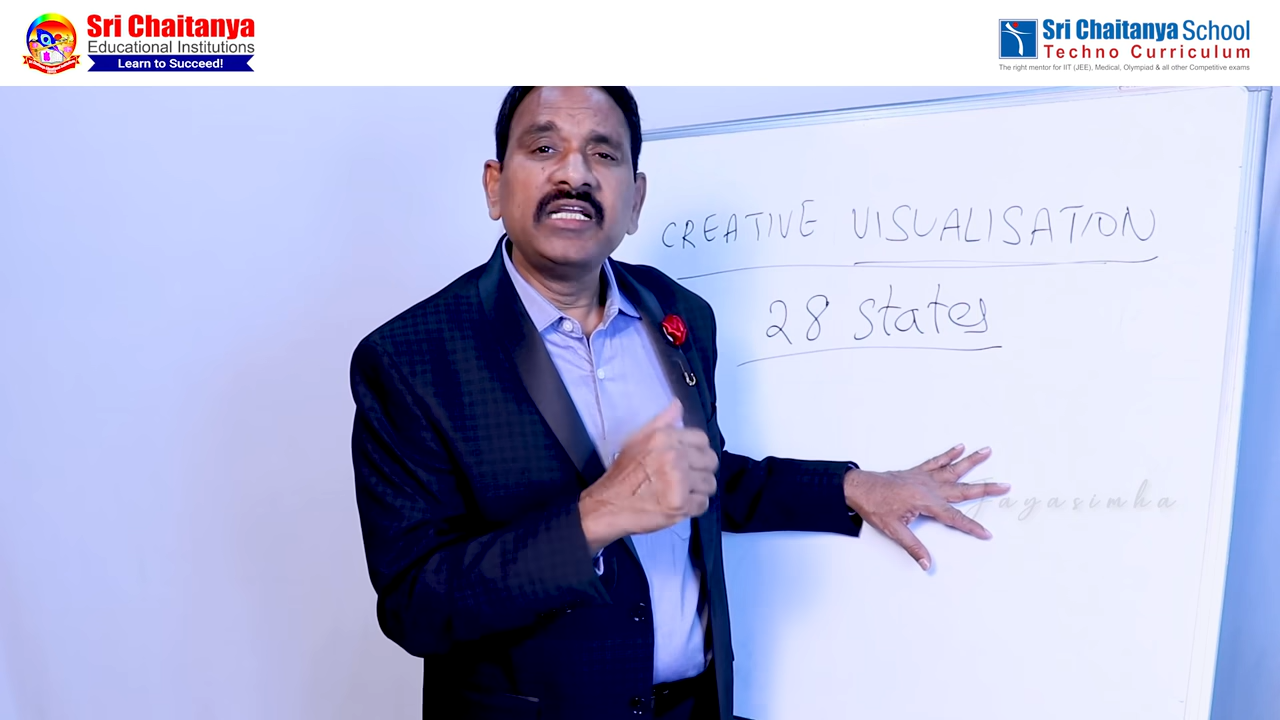 Sri Chaitanya
Educational Institutions
Learn to Succeed!
Sri Chaitanya School
Techno Curriculum
The right mentor for IIT (JEE), Medical, Olympiad & all other Competitive exams
CREATIVE VISUALISATION
28 States
Jayasimha